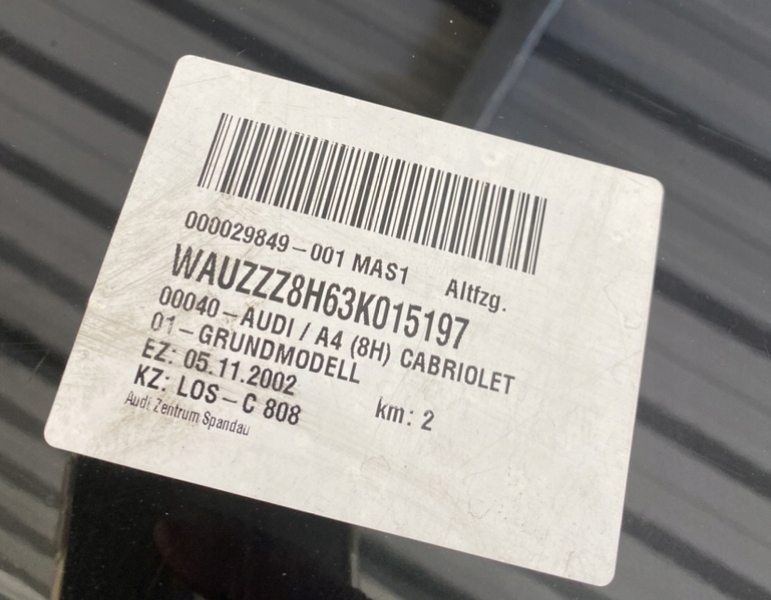 000029849-001 MAS1 Altfzg.
WAUZZZ8H63K015197
00040-AUDI / A4 (8H) CABRIOLET
01-GRUNDMODELL
EZ: 05.11.2002 km: 2
KZ: LOS-C 808
Audi Zentrum Spandau